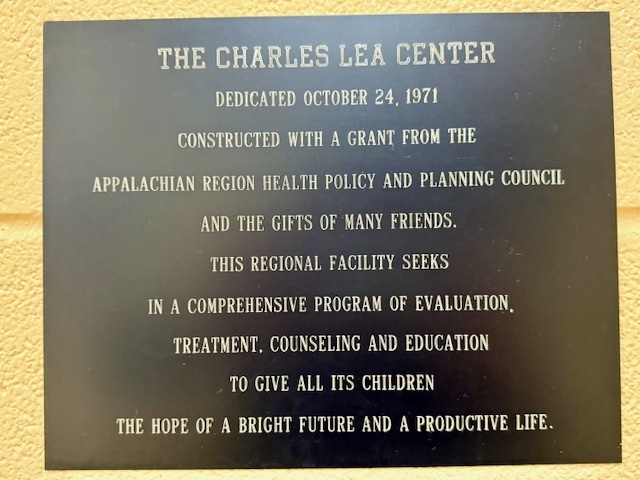 THE CHARLES LEA CENTER
DEDICATED OCTOBER 24, 1971
CONSTRUCTED WITH A GRANT FROM THE
APPALACHIAN REGION HEALTH POLICY AND PLANNING COUNCIL
AND THE GIFTS OF MANY FRIENDS.
THIS REGIONAL FACILITY SEEKS
IN A COMPREHENSIVE PROGRAM OF EVALUATION,
TREATMENT, COUNSELING AND EDUCATION
TO GIVE ALL ITS CHILDREN
THE HOPE OF A BRIGHT FUTURE AND A PRODUCTIVE LIFE.